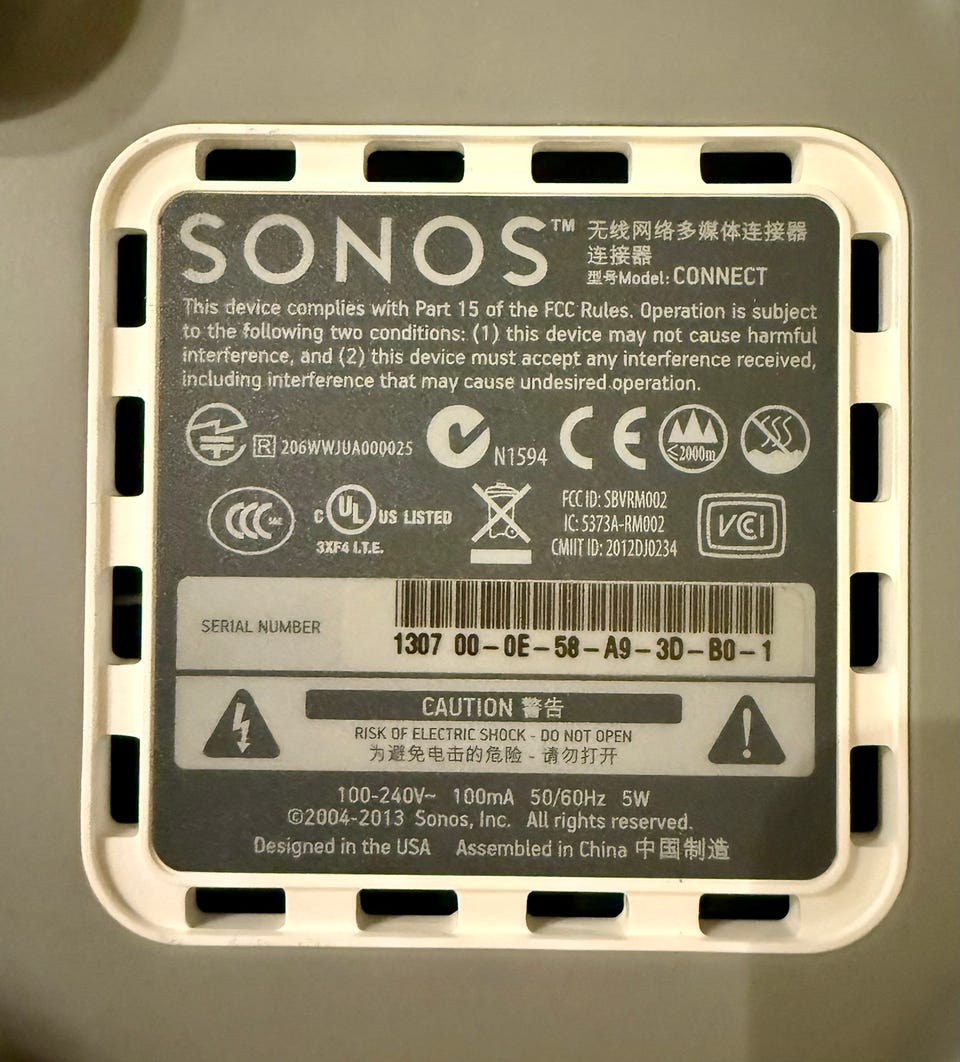 SONOS™
无线网络多媒体连接器
连接器
型号Model: CONNECT
This device complies with Part 15 of the FCC Rules. Operation is subject
to the following two conditions: (1) this device may not cause harmful
interference, and (2) this device must accept any interference received,
including interference that may cause undesired operation.
R 206WWJUA000025
N1594
CE
≤2000m
CCC S&E
C UL US LISTED
3XF4 I.T.E.
FCC ID: SBVRM002
IC: 5373A-RM002
CMIIT ID: 2012DJ0234
VCI
SERIAL NUMBER
1307 00-0E-58-A9-3D-B0-1
CAUTION 警告
RISK OF ELECTRIC SHOCK - DO NOT OPEN
为避免电击的危险 - 请勿打开
100-240V~ 100mA 50/60Hz 5W
©2004-2013 Sonos, Inc. All rights reserved.
Designed in the USA Assembled in China 中国制造